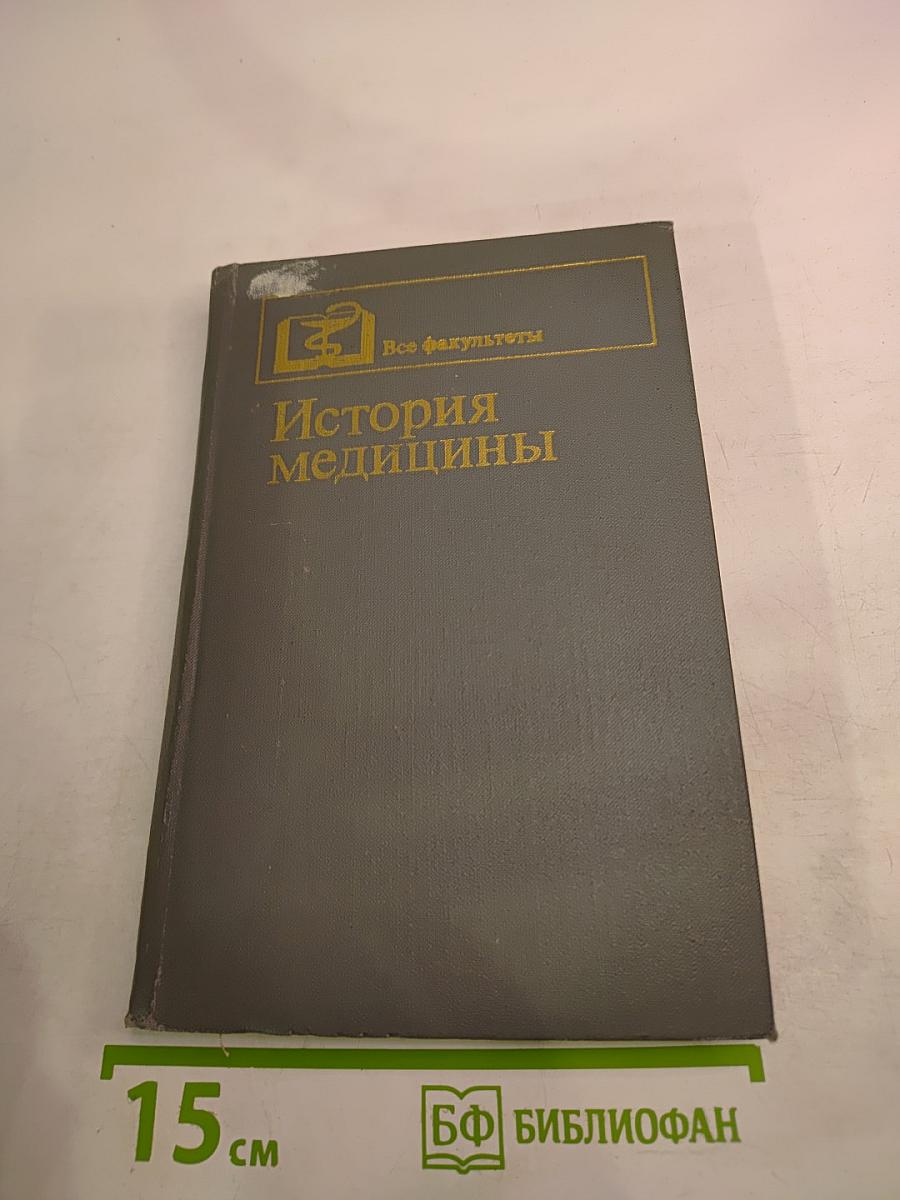 Все факультеты
История
медицины
15 см
БФ БИБЛИОФАН